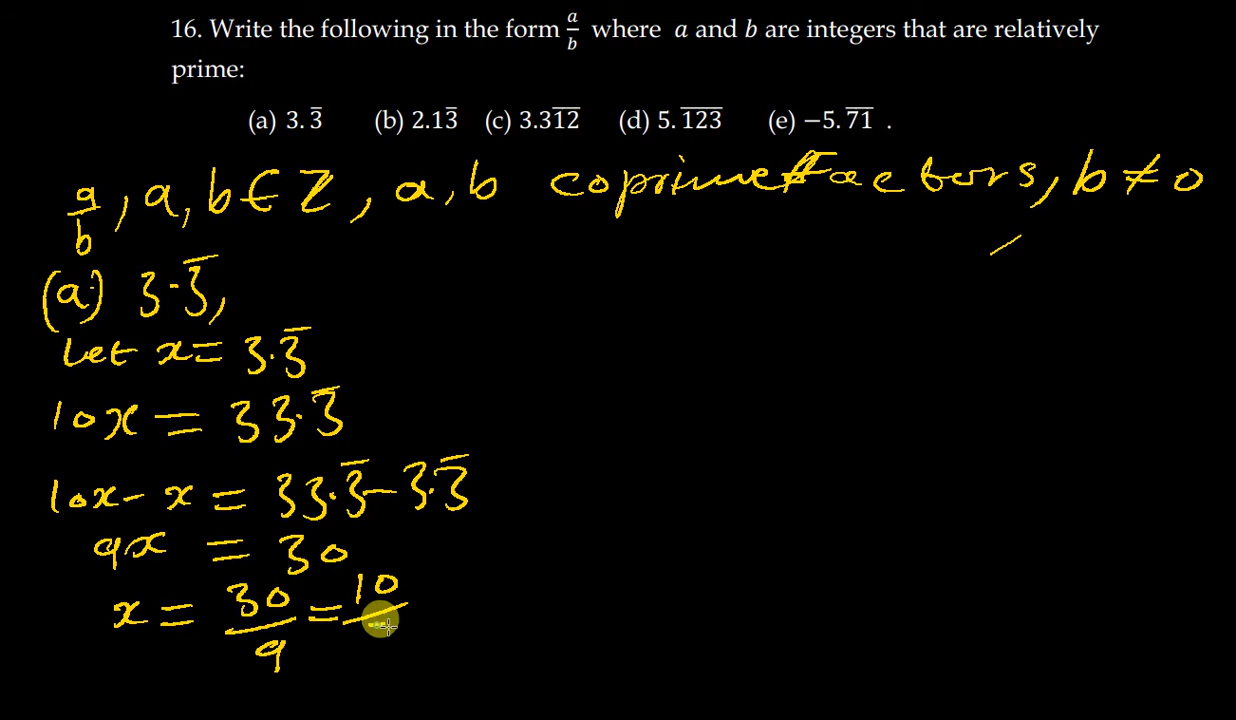 16. Write the following in the form a/b where a and b are integers that are relatively
prime:
(a) 3.3̅ (b) 2.13̅ (c) 3.31̅2̅ (d) 5.1̅2̅3̅ (e) −5.7̅1̅ .
a/b, a, b ∈ Z, a, b coprime factors, b ≠ 0
(a) 3.3̅,
Let x = 3.3̅
10x = 33.3̅
10x − x = 33.3̅ − 3.3̅
9x = 30
x = 30/9 = 10/